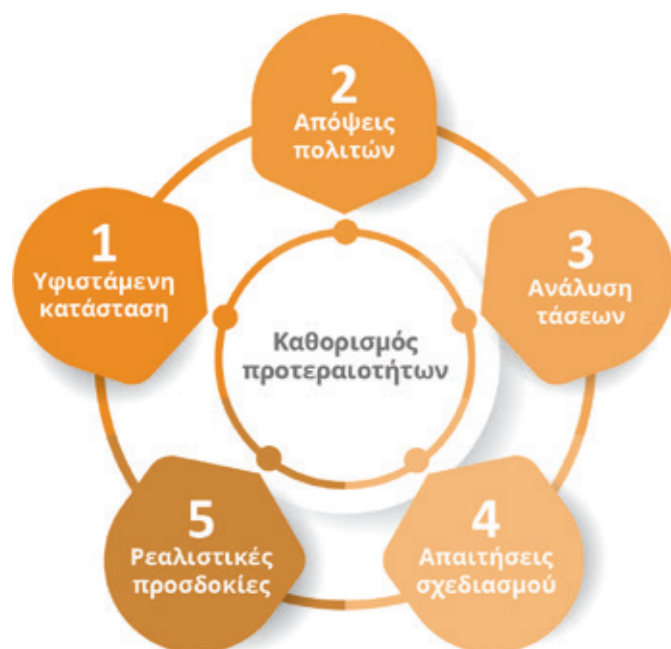 1
Υφιστάμενη
κατάσταση
2
Απόψεις
πολιτών
3
Ανάλυση
τάσεων
4
Απαιτήσεις
σχεδιασμού
5
Ρεαλιστικές
προσδοκίες
Καθορισμός
προτεραιοτήτων